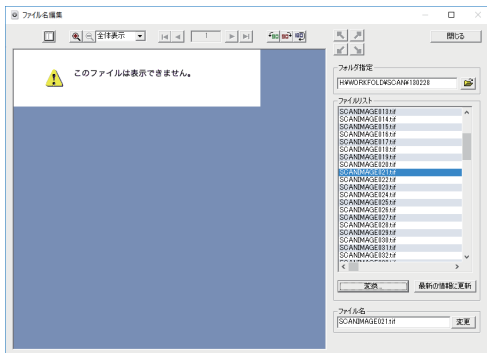 ファイル名編集
全体表示
1
閉じる
このファイルは表示できません。
フォルダ指定
H:¥WORKFOLD¥SCAN¥130228
ファイルリスト
SCANIMAGE013.tif
SCANIMAGE014.tif
SCANIMAGE015.tif
SCANIMAGE016.tif
SCANIMAGE017.tif
SCANIMAGE018.tif
SCANIMAGE019.tif
SCANIMAGE020.tif
SCANIMAGE021.tif
SCANIMAGE022.tif
SCANIMAGE023.tif
SCANIMAGE024.tif
SCANIMAGE025.tif
SCANIMAGE026.tif
SCANIMAGE027.tif
SCANIMAGE028.tif
SCANIMAGE029.tif
SCANIMAGE030.tif
SCANIMAGE031.tif
SCANIMAGE032.tif
変換...
最新の情報に更新
ファイル名
SCANIMAGE021.tif
変更